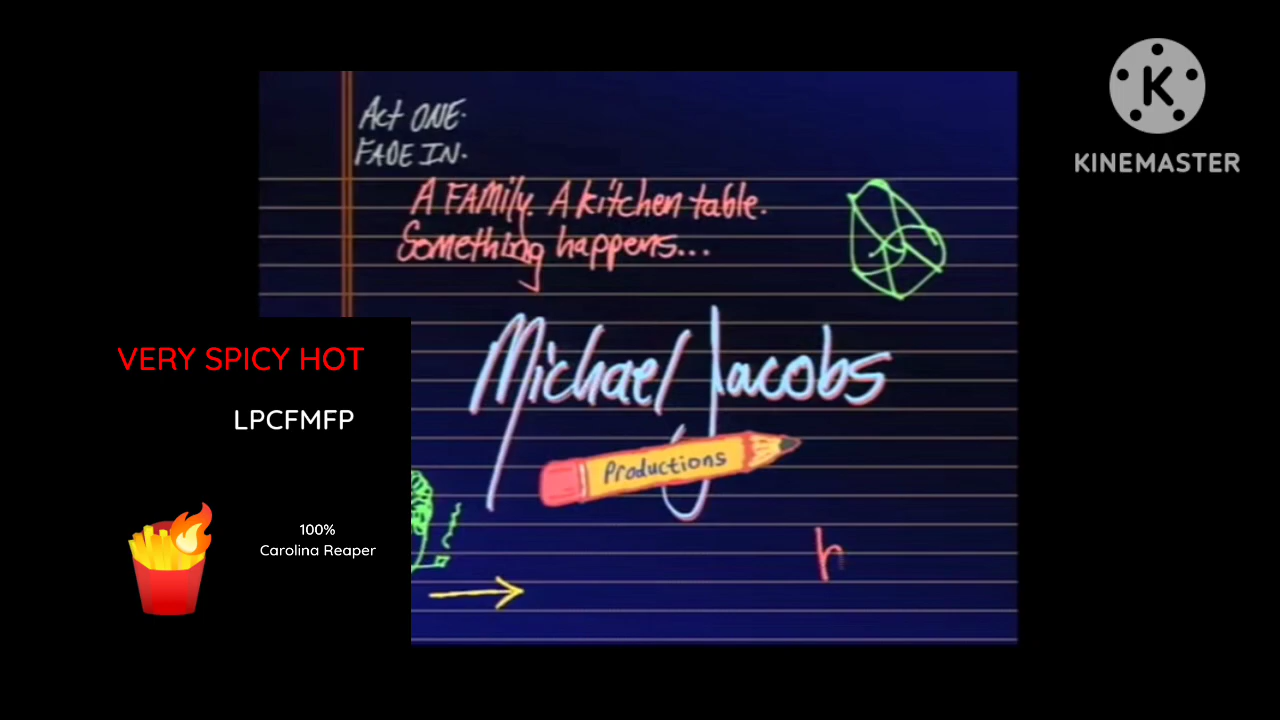 Act ONE.
FADE IN.
A FAMily. A kitchen table.
Something happens...
Michael Jacobs
Productions
h
VERY SPICY HOT
LPCFMFP
100%
Carolina Reaper
K
KINEMASTER